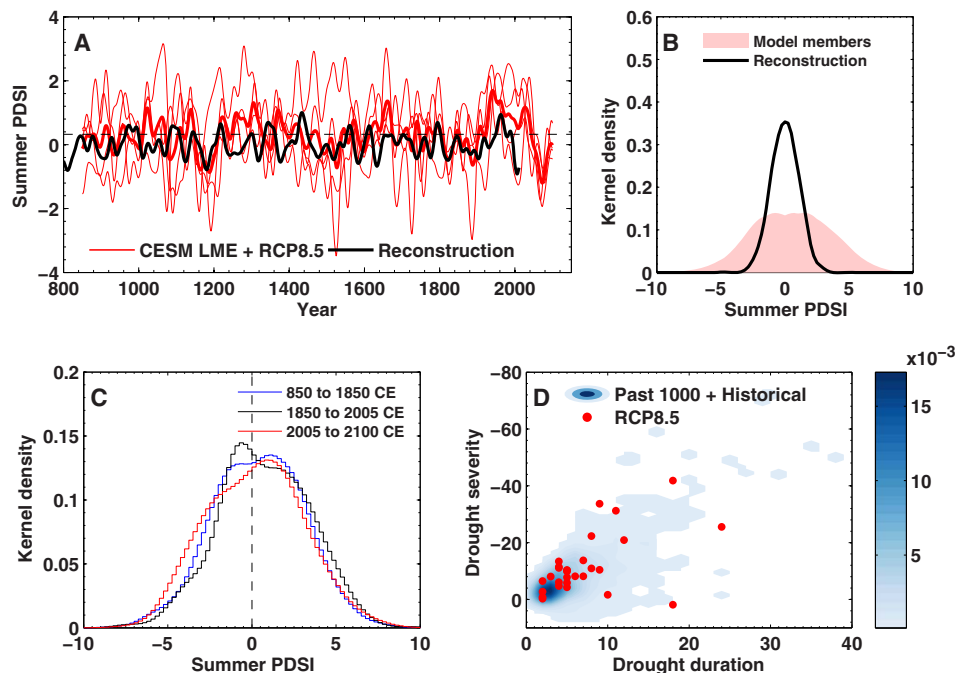 A
Summer PDSI
4
2
0
−2
−4
CESM LME + RCP8.5
Reconstruction
800
1000
1200
1400
1600
1800
2000
Year
B
Model members
Reconstruction
Kernel density
0.6
0.5
0.4
0.3
0.2
0.1
0
−10
−5
0
5
10
Summer PDSI
C
850 to 1850 CE
1850 to 2005 CE
2005 to 2100 CE
Kernel density
0.2
0.15
0.1
0.05
0
−10
−5
0
5
10
Summer PDSI
D
Past 1000 + Historical
RCP8.5
Drought severity
-80
-60
-40
-20
0
0
10
20
30
40
Drought duration
x10⁻³
15
10
5